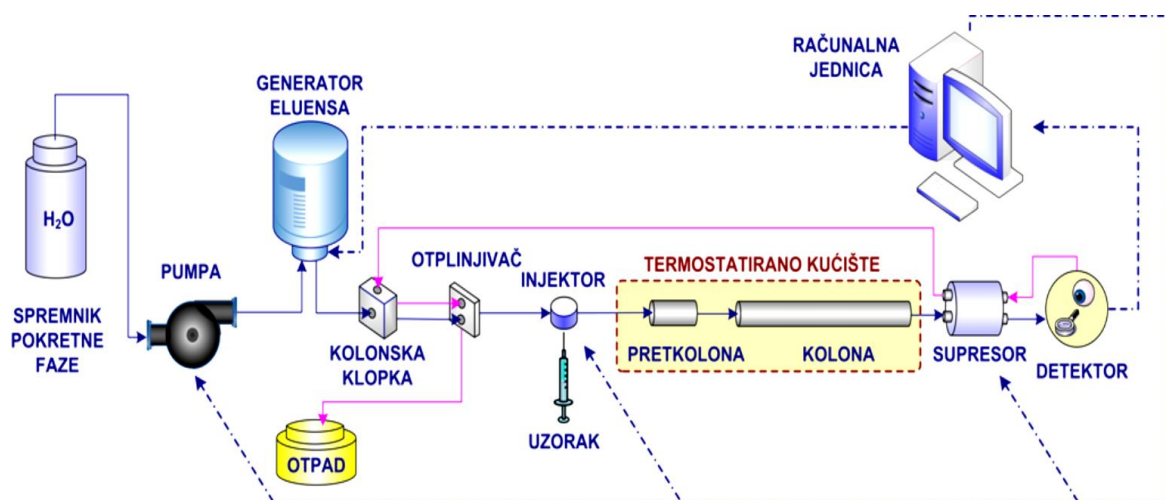 RAČUNALNA
JEDNICA
GENERATOR
ELUENSA
H₂O
PUMPA
OTPLINJIVAČ
INJEKTOR
TERMOSTATIRANO KUĆIŠTE
SPREMNIK
POKRETNE
FAZE
KOLONSKA
KLOPKA
PRETKOLONA
KOLONA
SUPRESOR
DETEKTOR
UZORAK
OTPAD